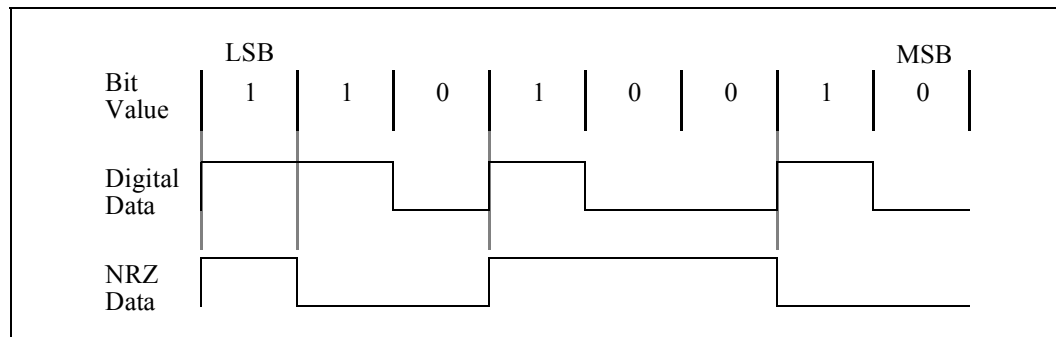 LSB MSB
Bit
Value
1 1 0 1 0 0 1 0
Digital
Data
NRZ
Data